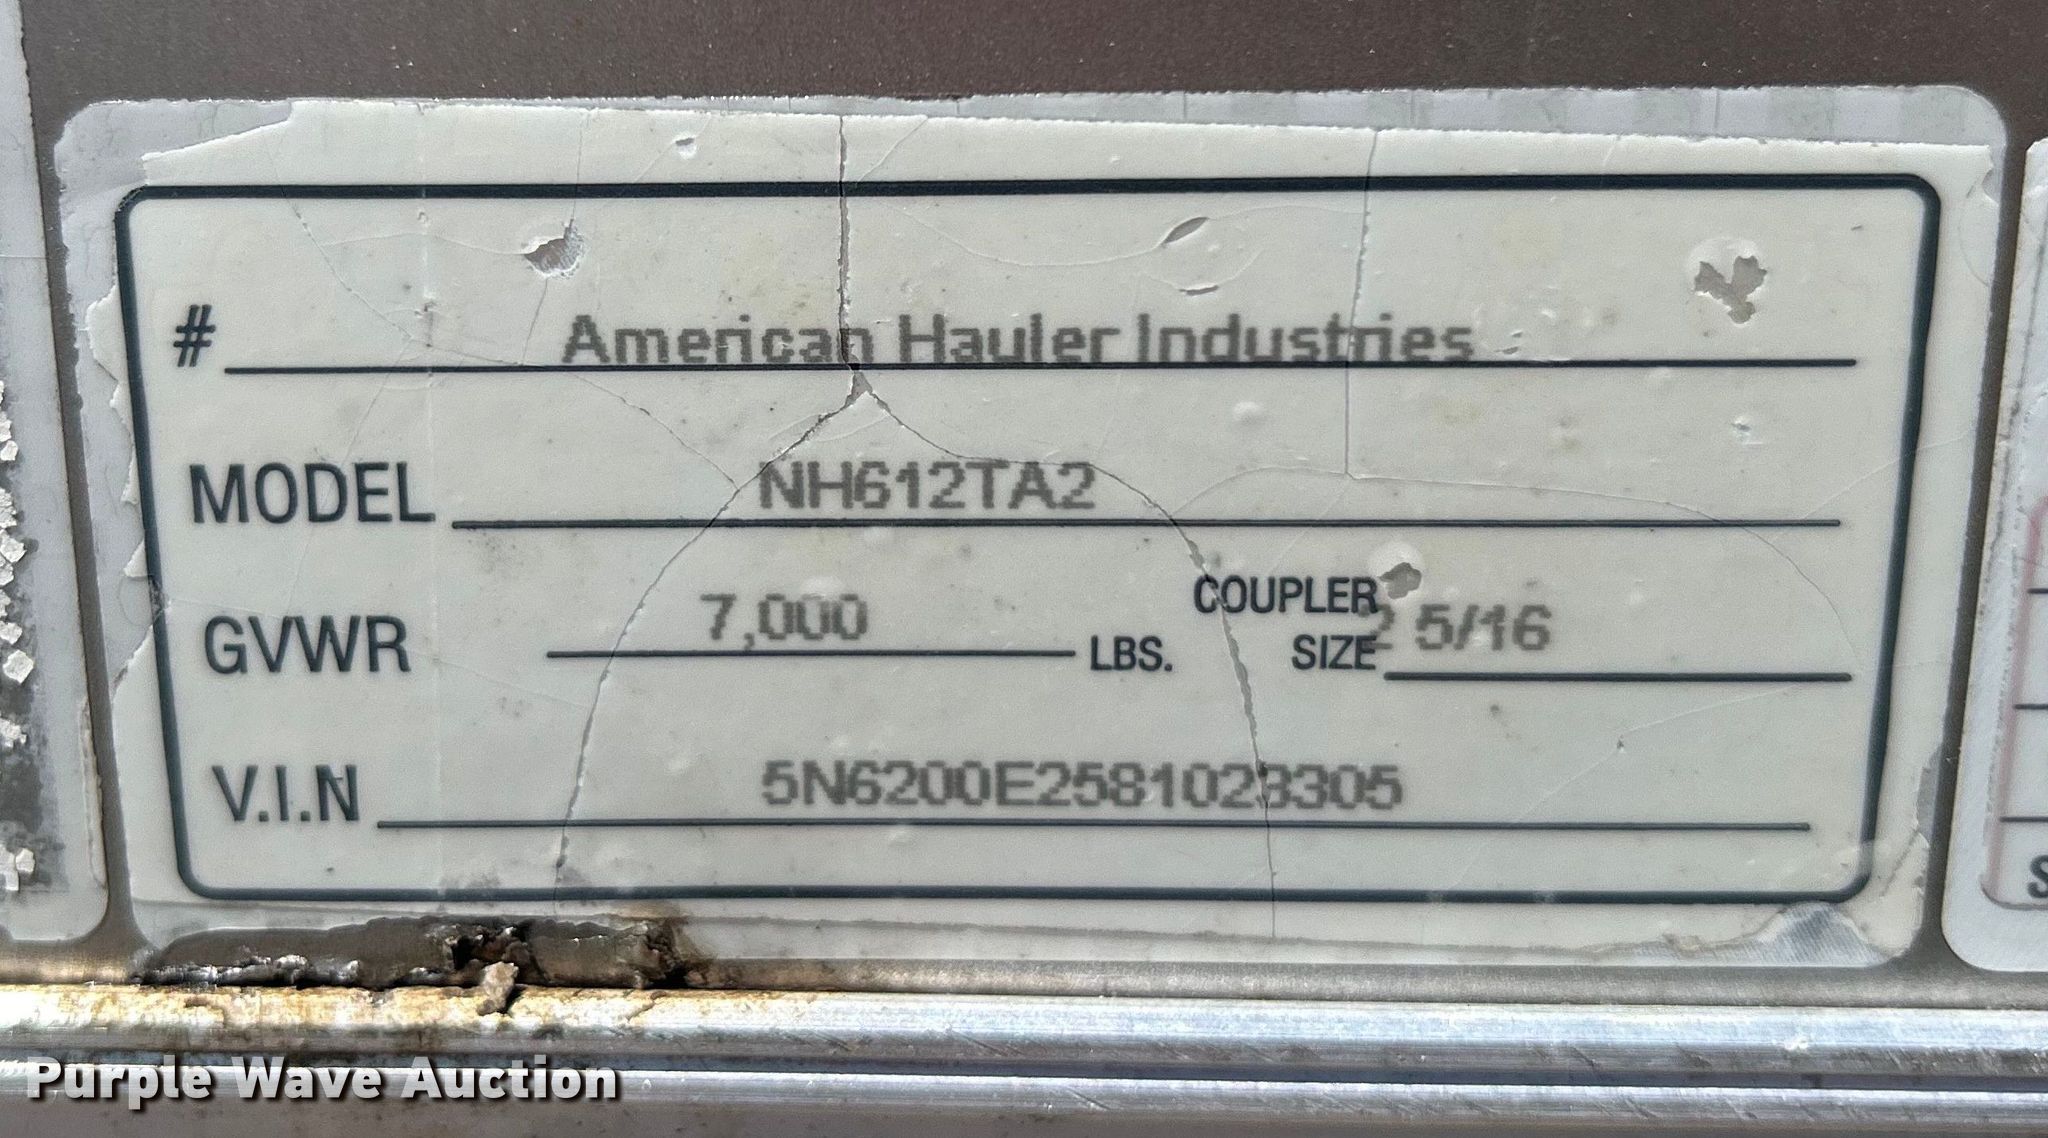 # American Hauler Industries
MODEL NH612TA2
GVWR 7,000 LBS. COUPLER SIZE 2 5/16
V.I.N 5N6200E2581023305
Purple Wave Auction